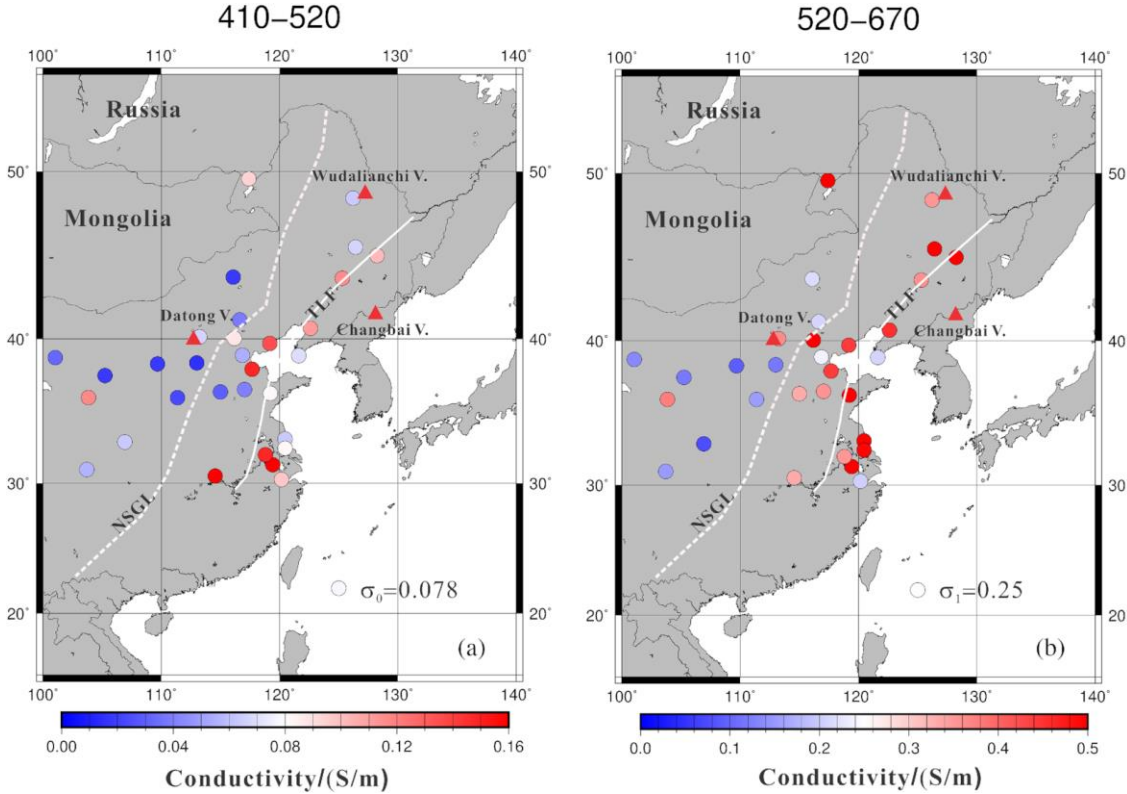 410–520
100° 110° 120° 130° 140°
Russia
50°
Wudalianchi V.
Mongolia
Datong V.
TLF
Changbai V.
40°
30°
NSGL
20°
σ₀=0.078
(a)
100° 110° 120° 130° 140°
0.00 0.04 0.08 0.12 0.16
Conductivity/(S/m)
520–670
100° 110° 120° 130° 140°
Russia
50° 50
Wudalianchi V.
Mongolia
Datong V.
TLF
Changbai V.
40° 40
30° 30
NSGL
20° 20
σ₁=0.25
(b)
100° 110° 120° 130° 140°
0.0 0.1 0.2 0.3 0.4 0.5
Conductivity/(S/m)